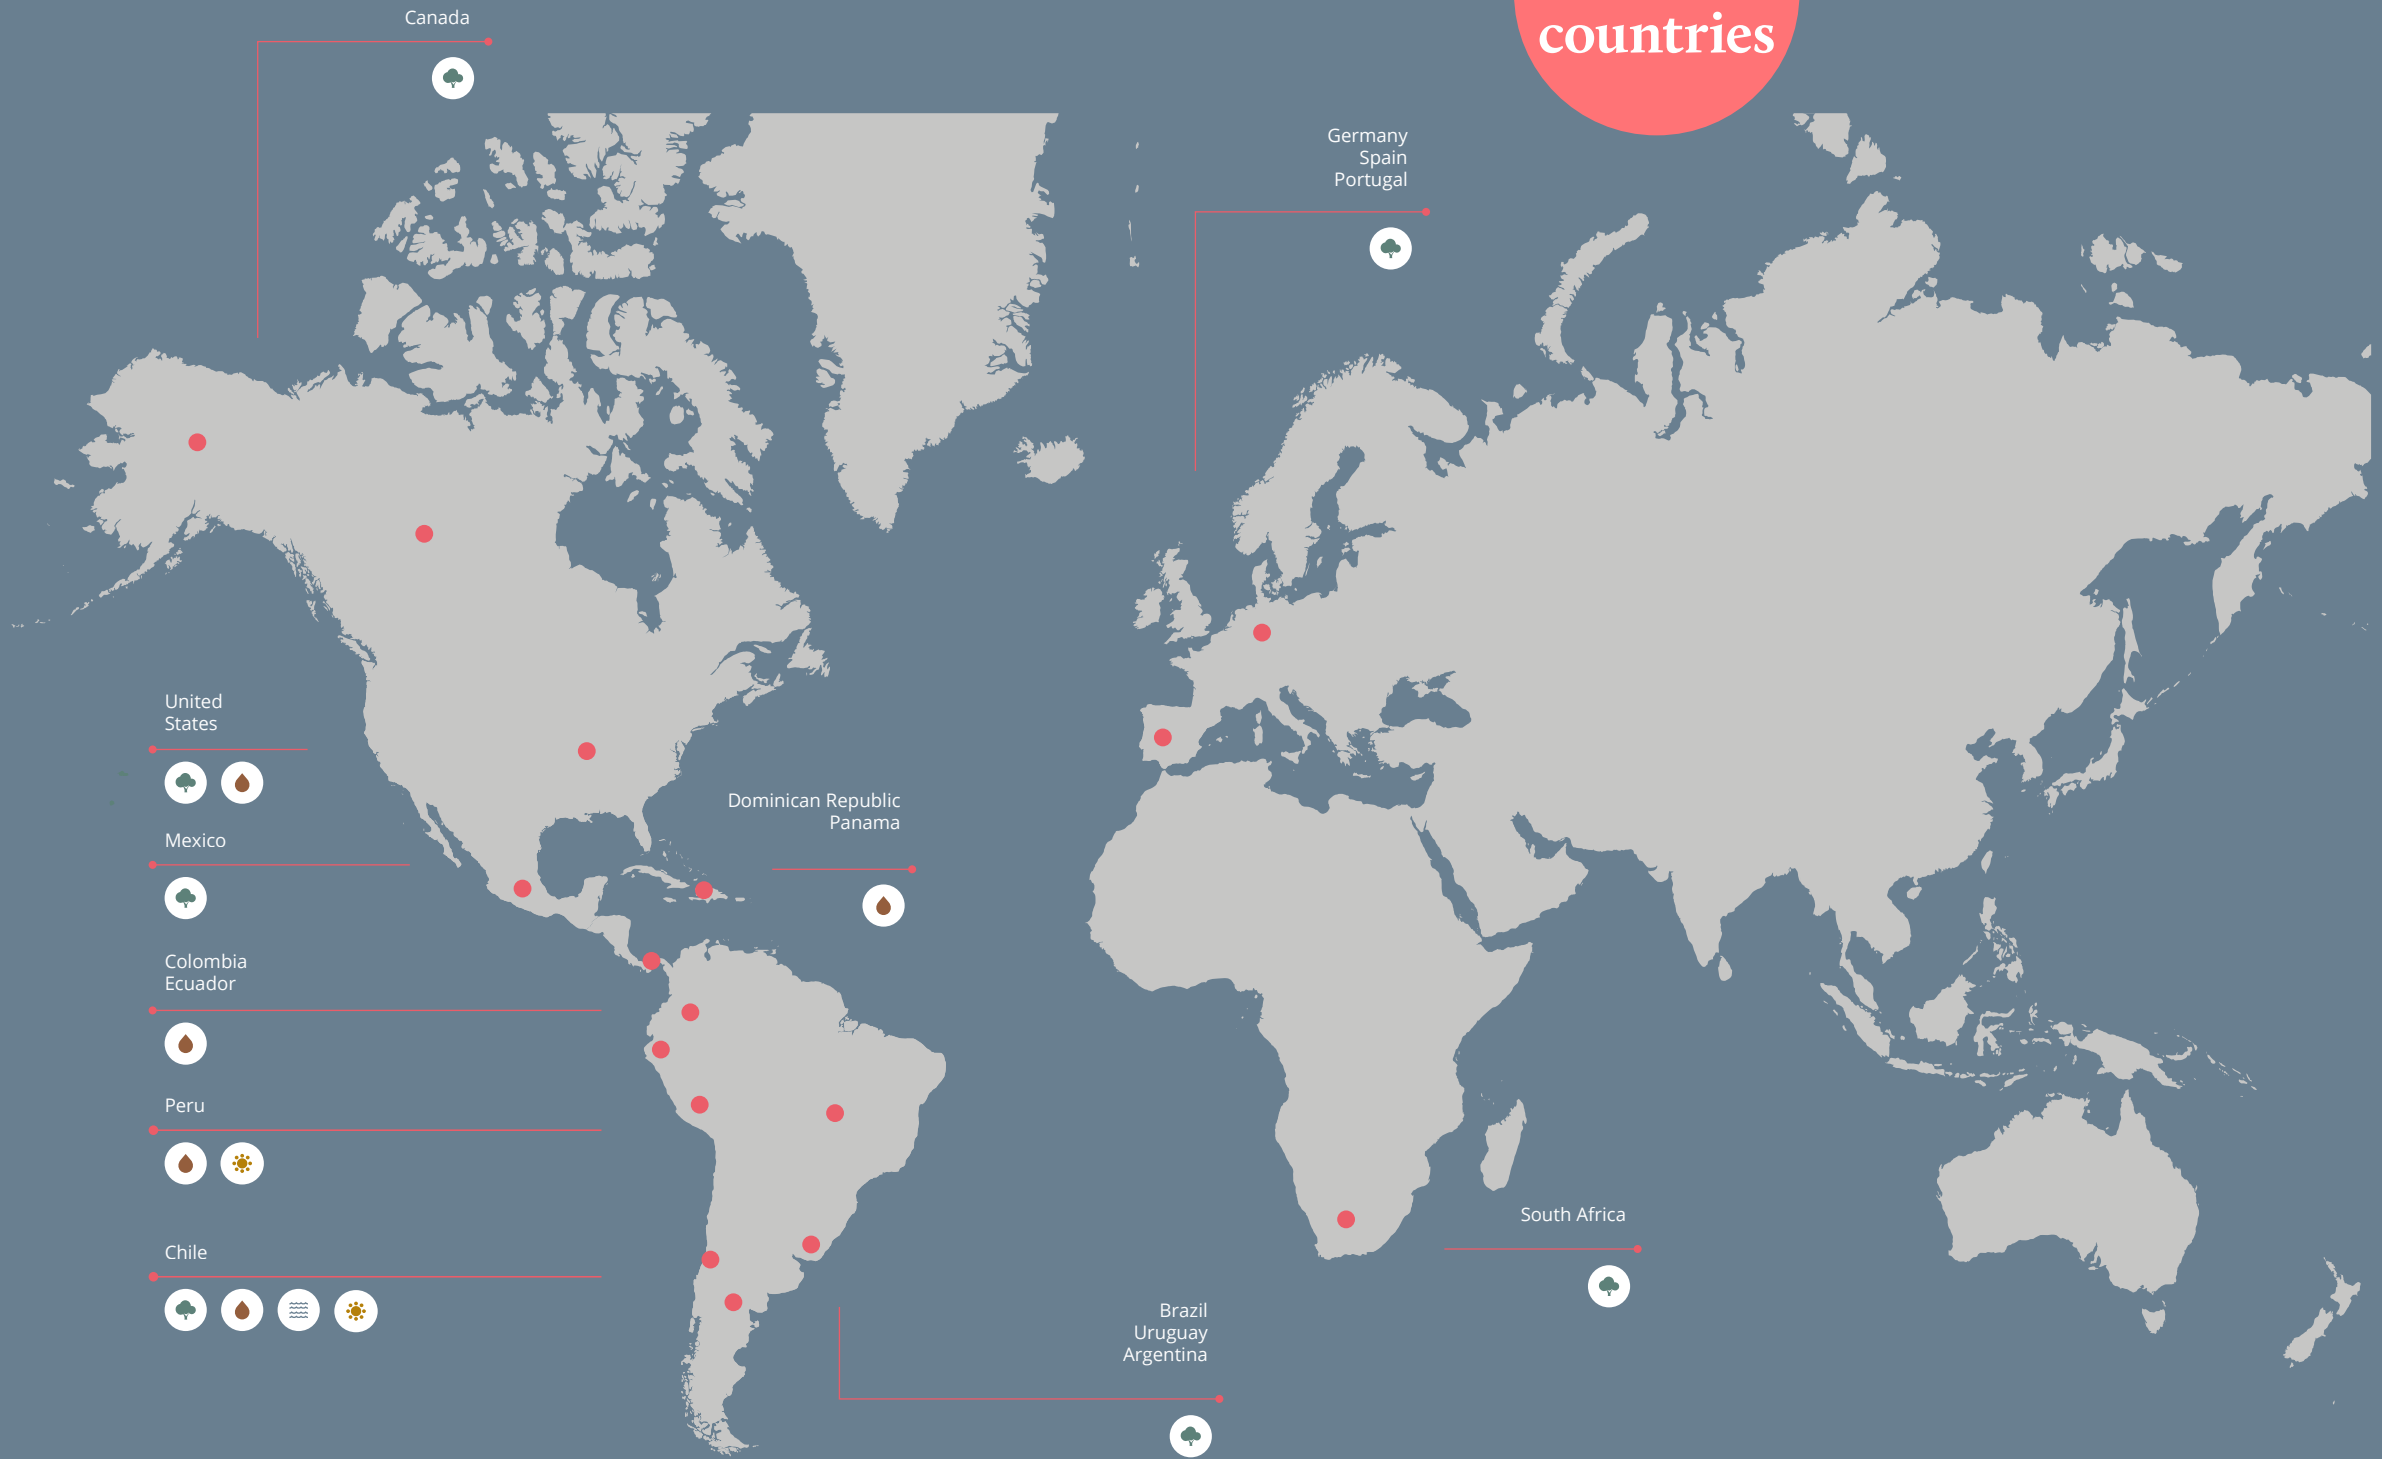 Canada
countries
Germany
Spain
Portugal
United
States
Dominican Republic
Panama
Mexico
Colombia
Ecuador
Peru
South Africa
Chile
Brazil
Uruguay
Argentina